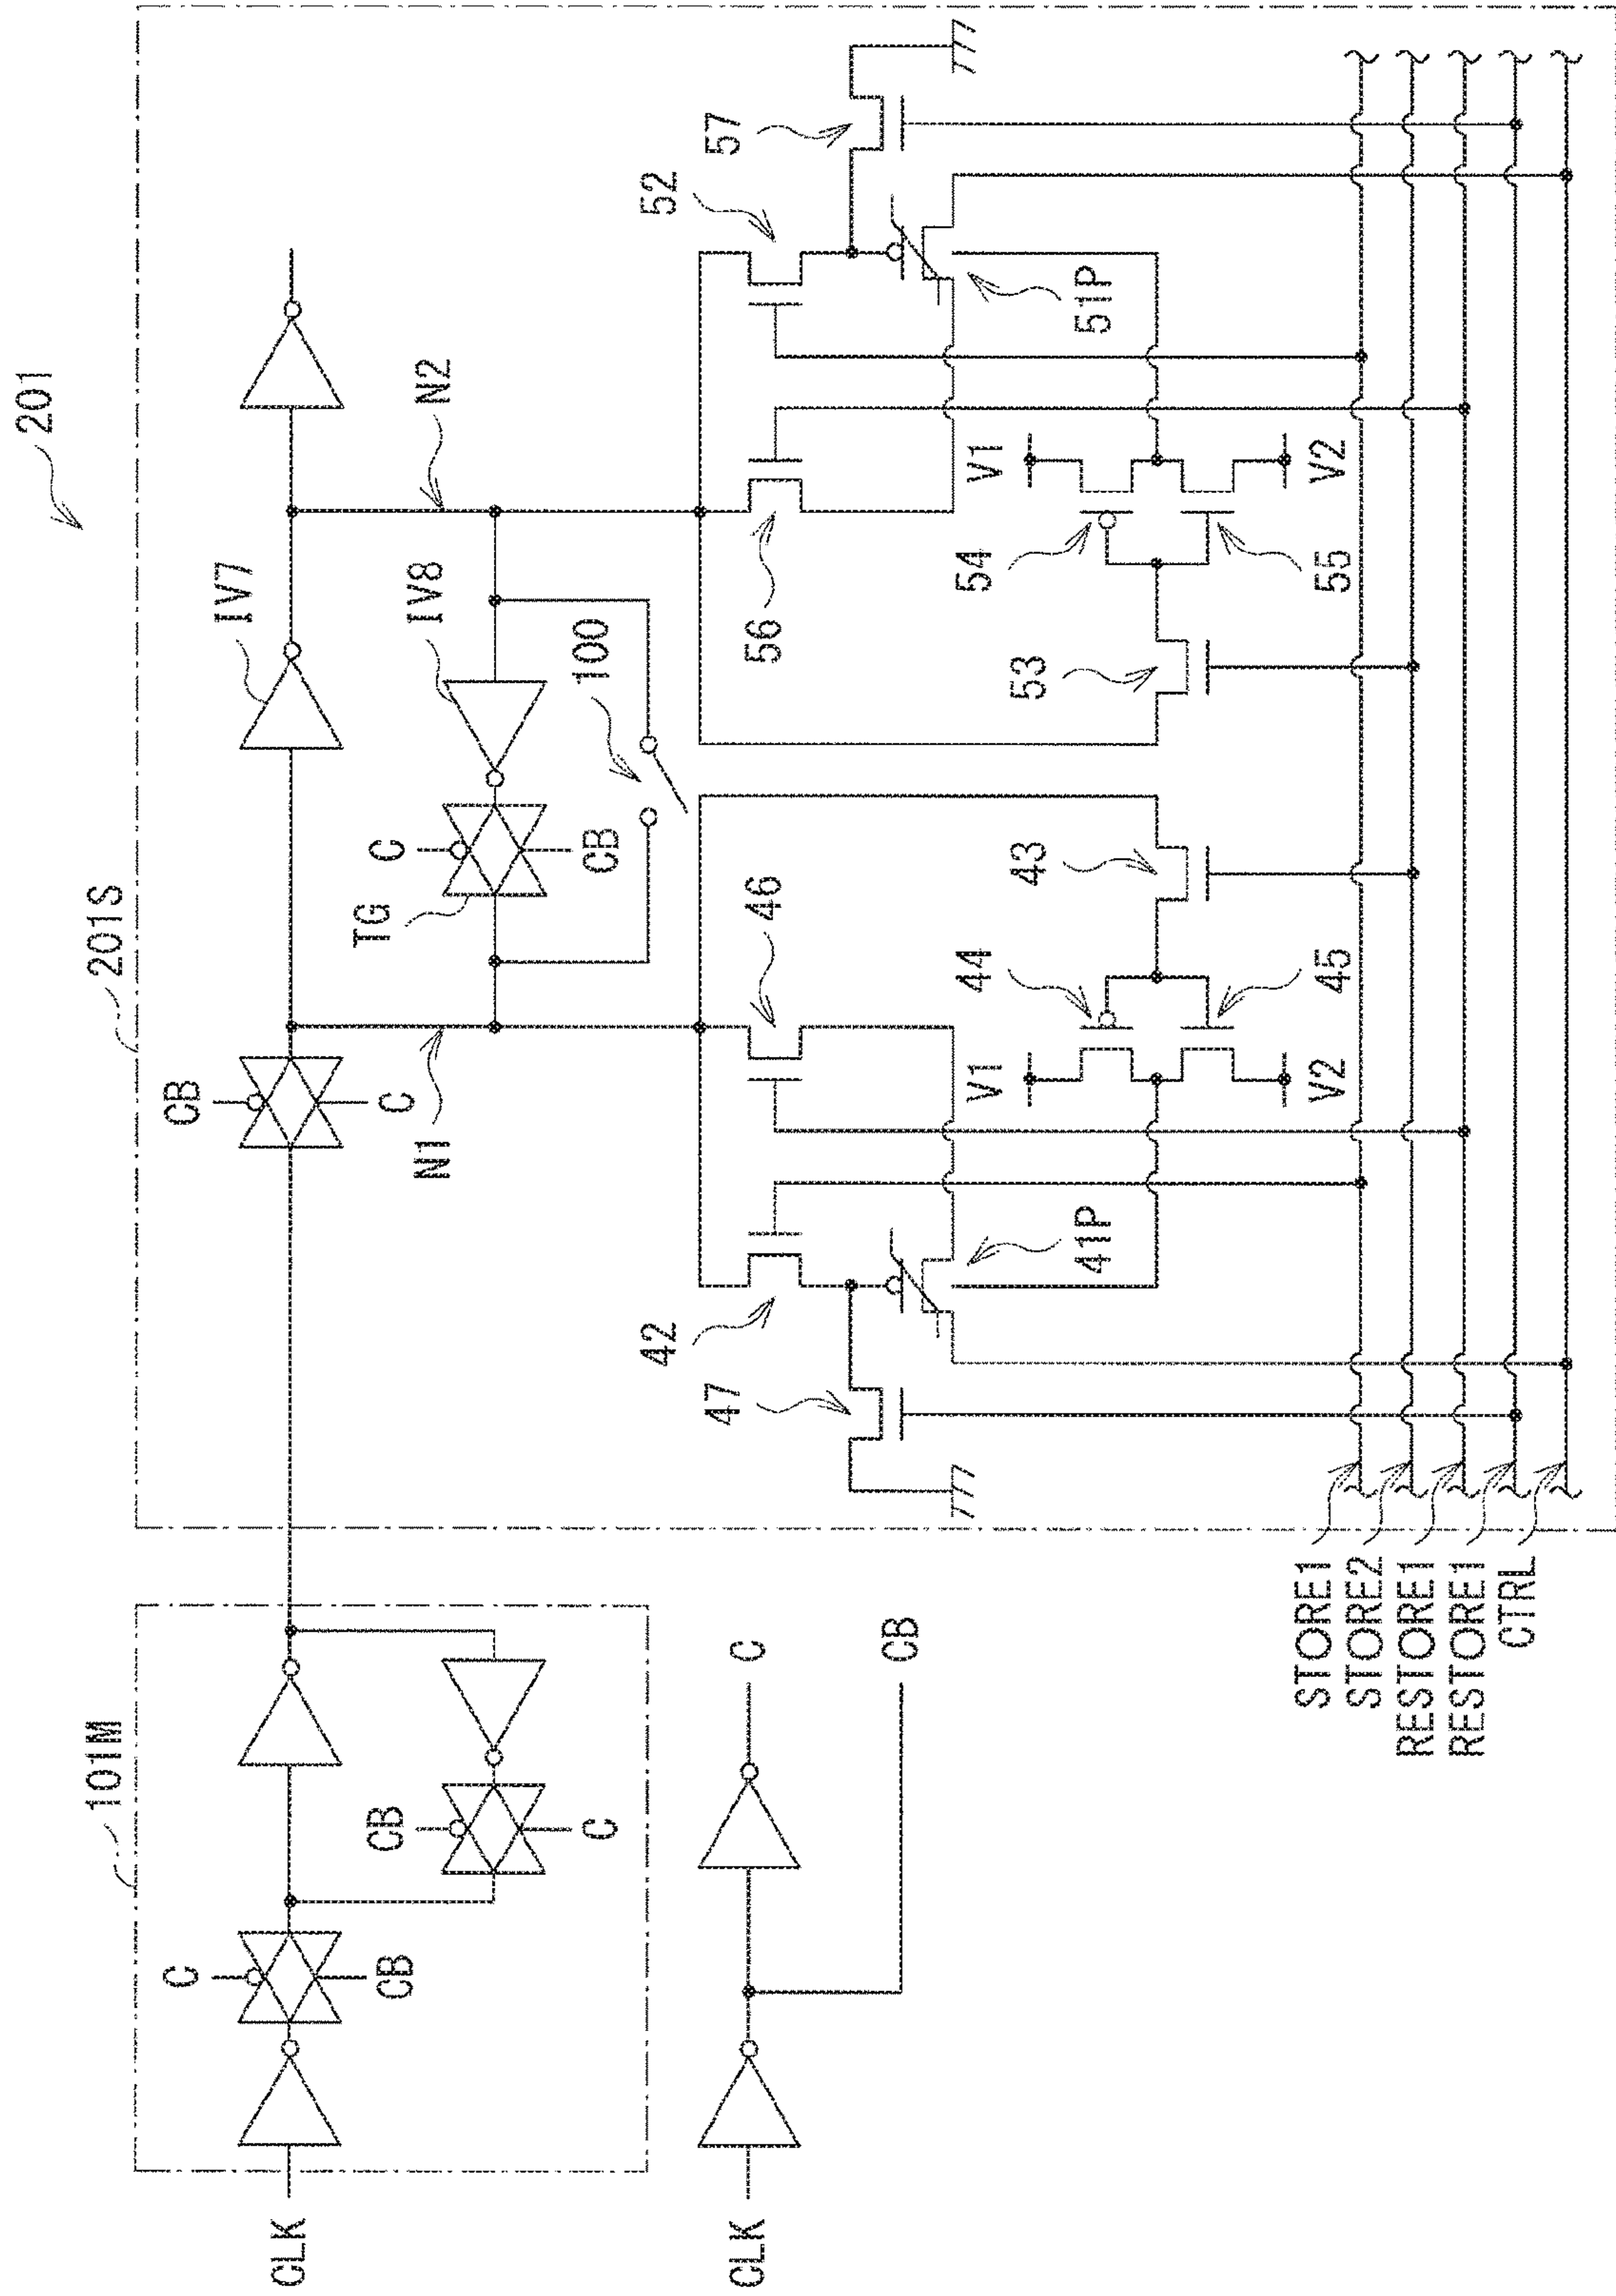 201
101M
201S
C
CB
IV7
CLK
CB
C
CB
TG
C
N1
IV8
N2
C
CB
100
42
52
47
57
46
56
CLK
C
CB
V1
44
54
V1
43
53
41P
51P
V2
45
55
V2
STORE1
STORE2
RESTORE1
RESTORE1
CTRL